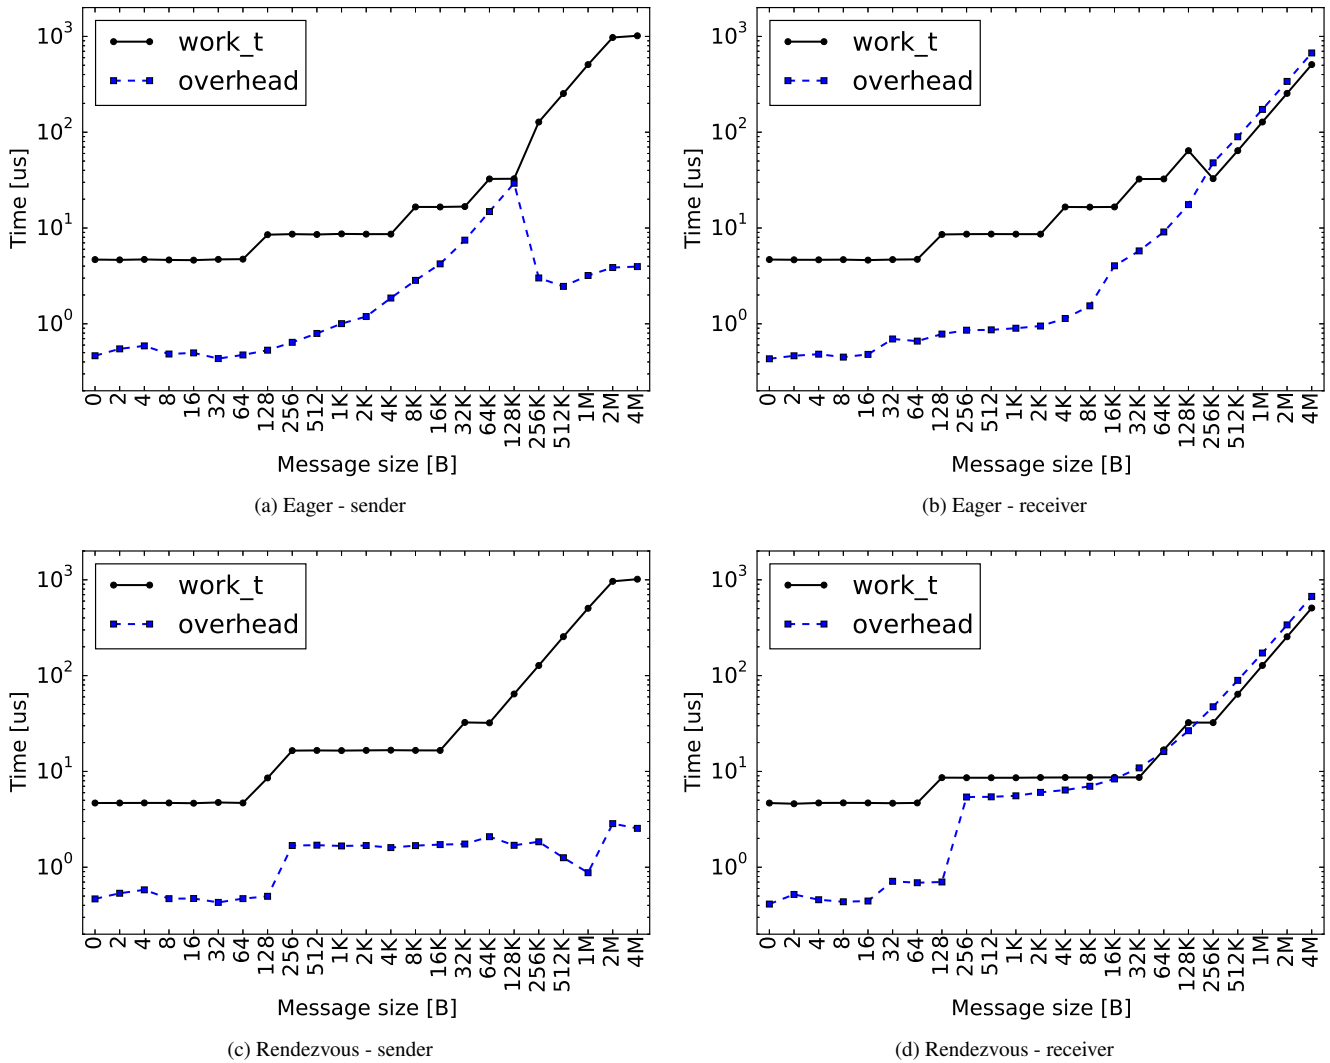 10^3
10^2
10^1
10^0
Time [us]
work_t
overhead
0 2 4 8 16 32 64 128 256 512 1K 2K 4K 8K 16K 32K 64K 128K 256K 512K 1M 2M 4M
Message size [B]
(a) Eager - sender
10^3
10^2
10^1
10^0
Time [us]
work_t
overhead
0 2 4 8 16 32 64 128 256 512 1K 2K 4K 8K 16K 32K 64K 128K 256K 512K 1M 2M 4M
Message size [B]
(b) Eager - receiver
10^3
10^2
10^1
10^0
Time [us]
work_t
overhead
0 2 4 8 16 32 64 128 256 512 1K 2K 4K 8K 16K 32K 64K 128K 256K 512K 1M 2M 4M
Message size [B]
(c) Rendezvous - sender
10^3
10^2
10^1
10^0
Time [us]
work_t
overhead
0 2 4 8 16 32 64 128 256 512 1K 2K 4K 8K 16K 32K 64K 128K 256K 512K 1M 2M 4M
Message size [B]
(d) Rendezvous - receiver